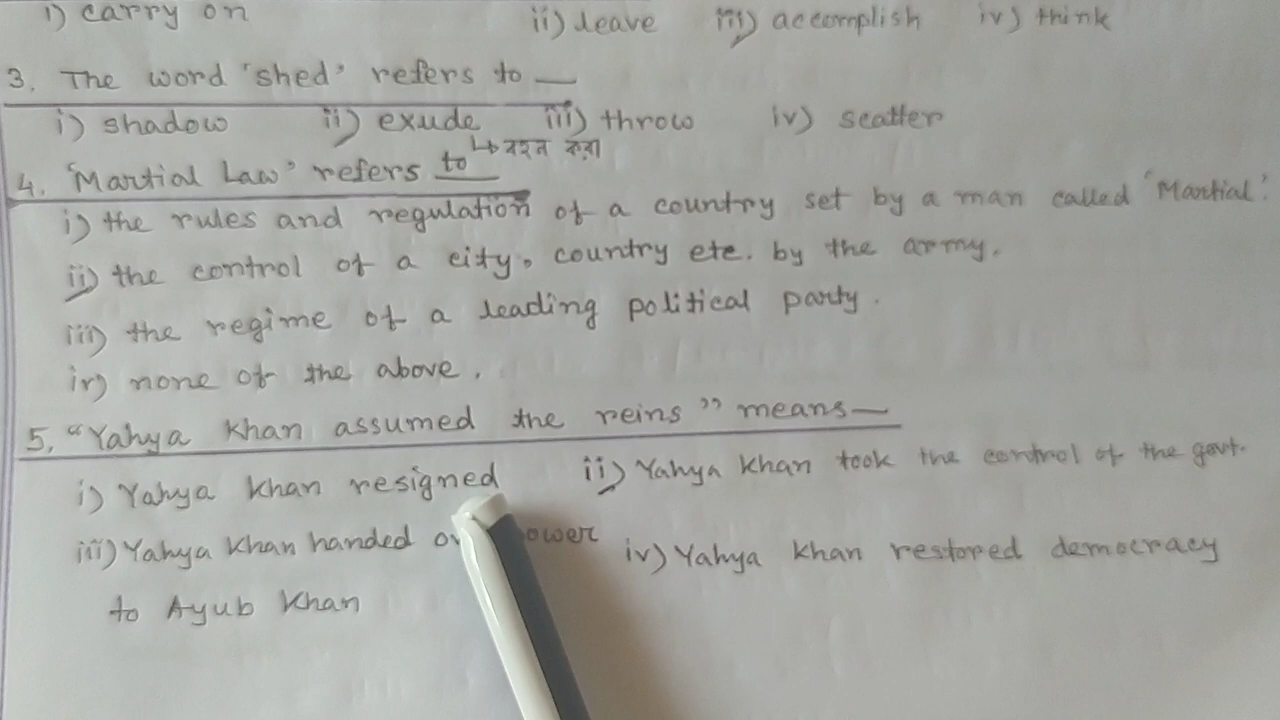 i) carry on ii) leave iii) accomplish iv) think
3. The word 'shed' refers to —
i) shadow ii) exude iii) throw iv) scatter
↳ বহন করা
4. 'Martial Law' refers to
i) the rules and regulation of a country set by a man called 'Martial'.
ii) the control of a city, country etc. by the army.
iii) the regime of a leading political party.
iv) none of the above.
5. "Yahya Khan assumed the reins" means—
i) Yahya Khan resigned ii) Yahya Khan took the control of the govt.
iii) Yahya Khan handed iv) Yahya Khan restored democracy
to Ayub Khan